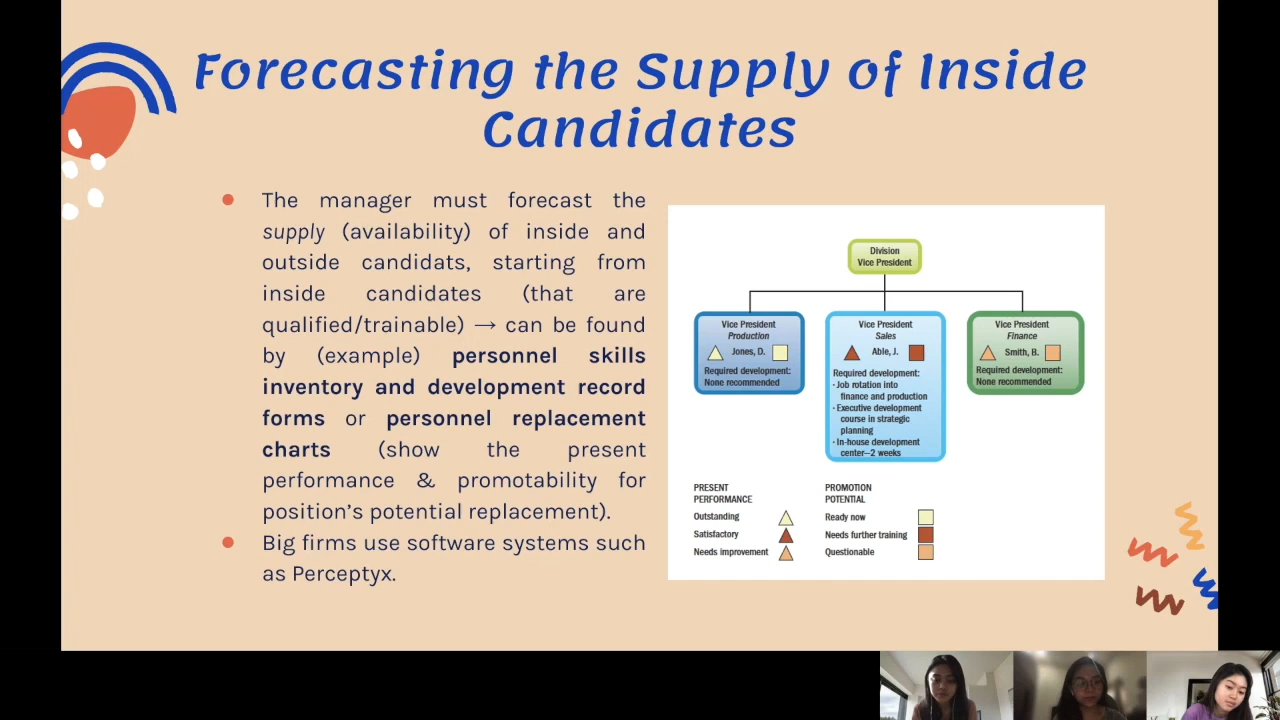 Forecasting the Supply of Inside
Candidates
• The manager must forecast the
supply (availability) of inside and
outside candidats, starting from
inside candidates (that are
qualified/trainable) → can be found
by (example) personnel skills
inventory and development record
forms or personnel replacement
charts (show the present
performance & promotability for
position's potential replacement).
• Big firms use software systems such
as Perceptyx.
Division
Vice President
Vice President
Production
Jones, D.
Required development:
None recommended
Vice President
Sales
Able, J.
Required development:
· Job rotation into
finance and production
· Executive development
course in strategic
planning
· In-house development
center–2 weeks
Vice President
Finance
Smith, B.
Required development:
None recommended
PRESENT
PERFORMANCE
Outstanding
Satisfactory
Needs improvement
PROMOTION
POTENTIAL
Ready now
Needs further training
Questionable